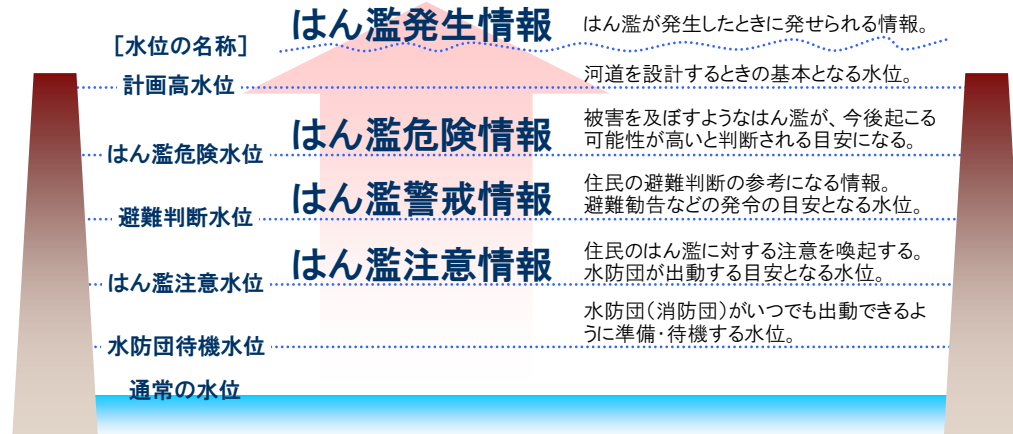 はん濫発生情報
はん濫が発生したときに発せられる情報。
[水位の名称]
計画高水位
河道を設計するときの基本となる水位。
はん濫危険水位
はん濫危険情報
被害を及ぼすようなはん濫が、今後起こる
可能性が高いと判断される目安になる。
避難判断水位
はん濫警戒情報
住民の避難判断の参考になる情報。
避難勧告などの発令の目安となる水位。
はん濫注意水位
はん濫注意情報
住民のはん濫に対する注意を喚起する。
水防団が出動する目安となる水位。
水防団待機水位
水防団(消防団)がいつでも出動できるよ
うに準備・待機する水位。
通常の水位